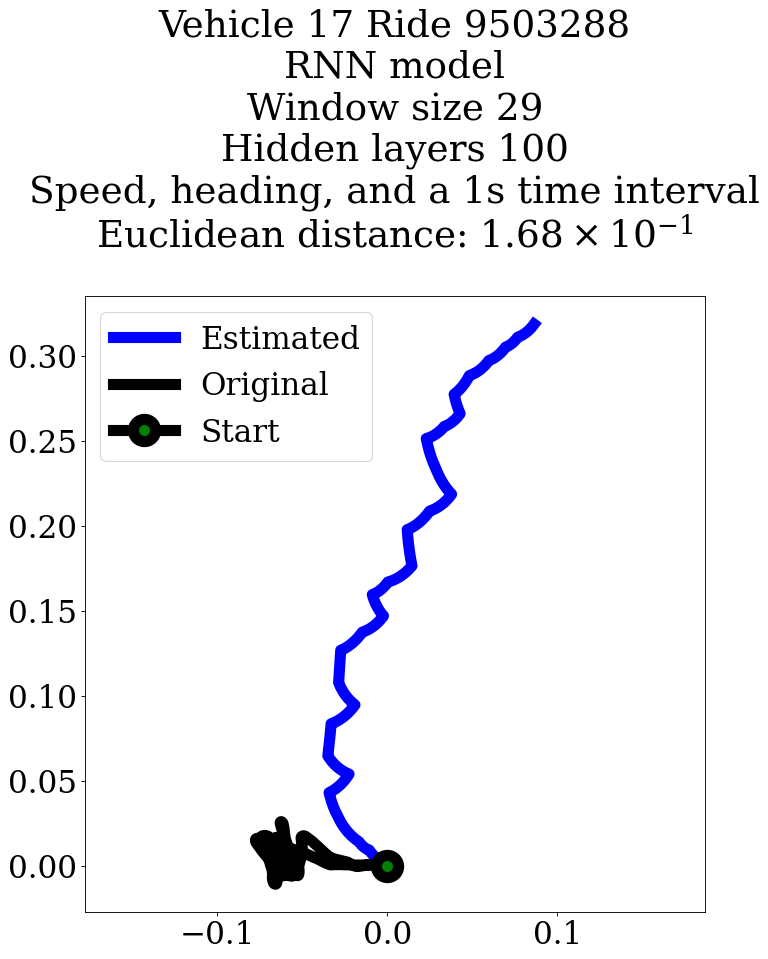 Vehicle 17 Ride 9503288
RNN model
Window size 29
Hidden layers 100
Speed, heading, and a 1s time interval
Euclidean distance: 1.68 × 10⁻¹
Estimated
Original
Start
0.30
0.25
0.20
0.15
0.10
0.05
0.00
−0.1
0.0
0.1